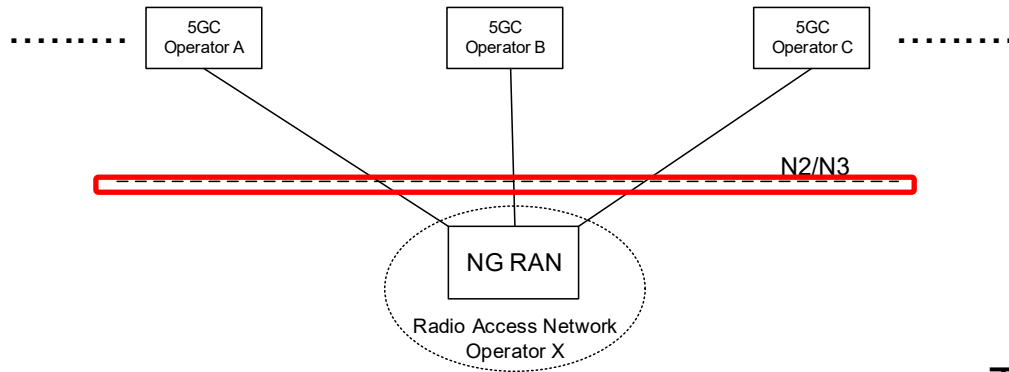 5GC
Operator A
5GC
Operator B
5GC
Operator C
N2/N3
NG RAN
Radio Access Network
Operator X